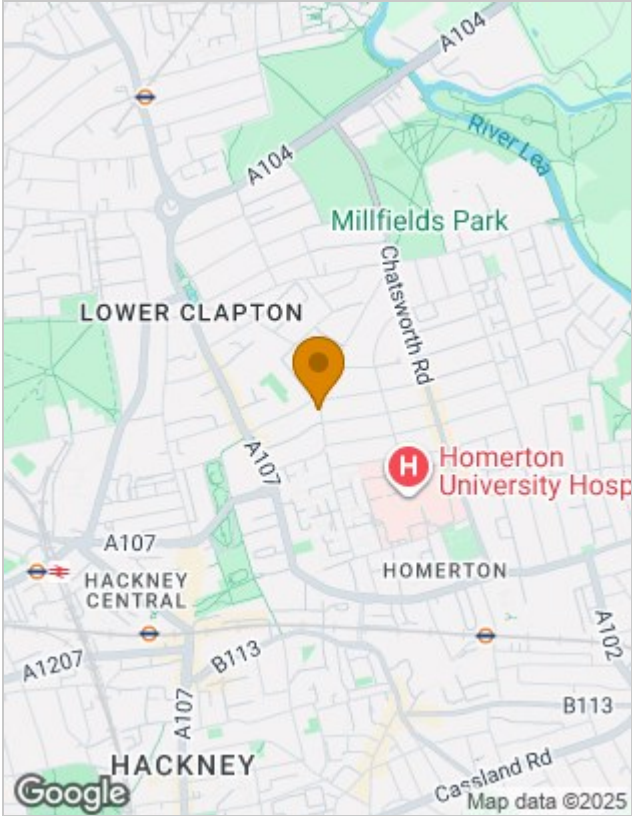 A104
River Lea
A104
Millfields Park
Chatsworth Rd
LOWER CLAPTON
A107
H
Homerton
University Hosp
A107
HOMERTON
HACKNEY
CENTRAL
A102
B113
A1207
A107
B113
HACKNEY
Cassland Rd
Google
Map data ©2025